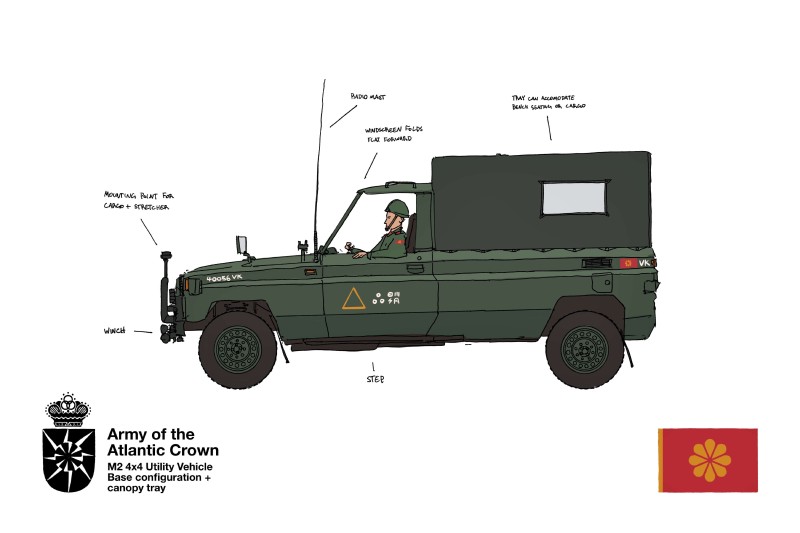 RADIO MAST
TRAY CAN ACCOMODATE
BENCH SEATING OR CARGO
WINDSCREEN FOLDS
FLAT FORWARD
MOUNTING POINT FOR
CARGO + STRETCHER
40086 VK
VK
WINCH
STEP
Army of the
Atlantic Crown
M2 4x4 Utility Vehicle
Base configuration +
canopy tray